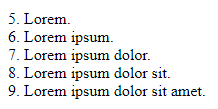 5. Lorem.
6. Lorem ipsum.
7. Lorem ipsum dolor.
8. Lorem ipsum dolor sit.
9. Lorem ipsum dolor sit amet.